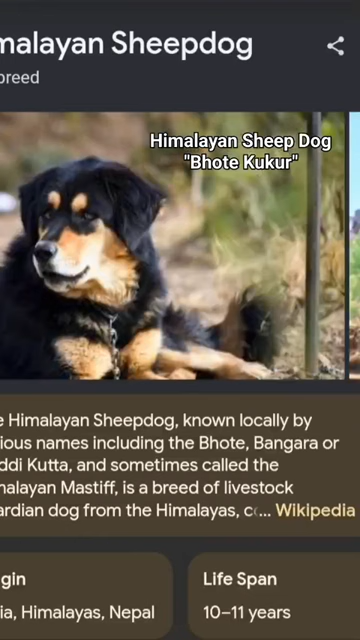 malayan Sheepdog
breed
Himalayan Sheep Dog
"Bhote Kukur"
e Himalayan Sheepdog, known locally by
ious names including the Bhote, Bangara or
ddi Kutta, and sometimes called the
malayan Mastiff, is a breed of livestock
ardian dog from the Himalayas, c... Wikipedia
gin
Life Span
ia, Himalayas, Nepal
10–11 years